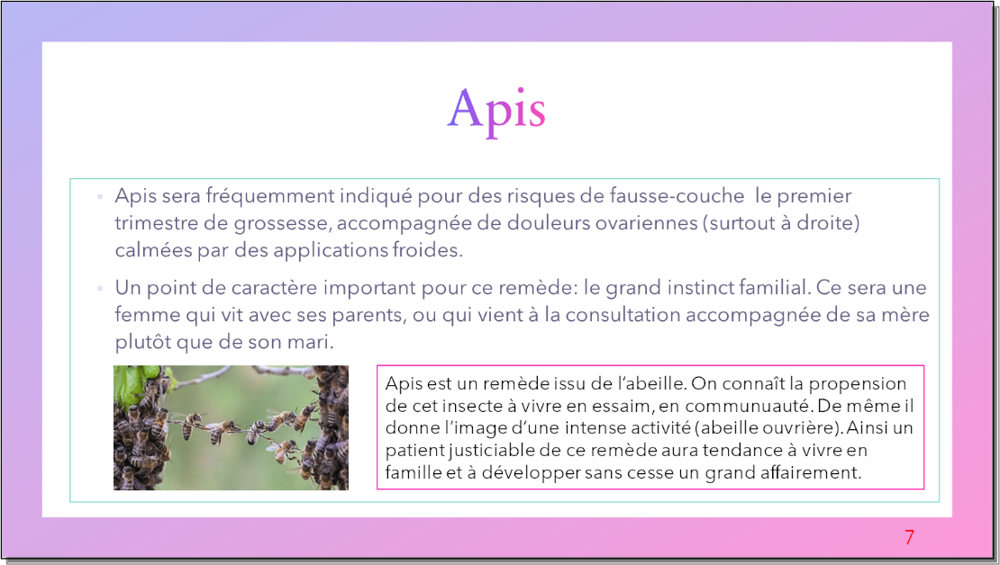 Apis
Apis sera fréquemment indiqué pour des risques de fausse-couche le premier
trimestre de grossesse, accompagnée de douleurs ovariennes (surtout à droite)
calmées par des applications froides.
Un point de caractère important pour ce remède: le grand instinct familial. Ce sera une
femme qui vit avec ses parents, ou qui vient à la consultation accompagnée de sa mère
plutôt que de son mari.
Apis est un remède issu de l'abeille. On connaît la propension
de cet insecte à vivre en essaim, en communuauté. De même il
donne l'image d'une intense activité (abeille ouvrière). Ainsi un
patient justiciable de ce remède aura tendance à vivre en
famille et à développer sans cesse un grand affairement.
7